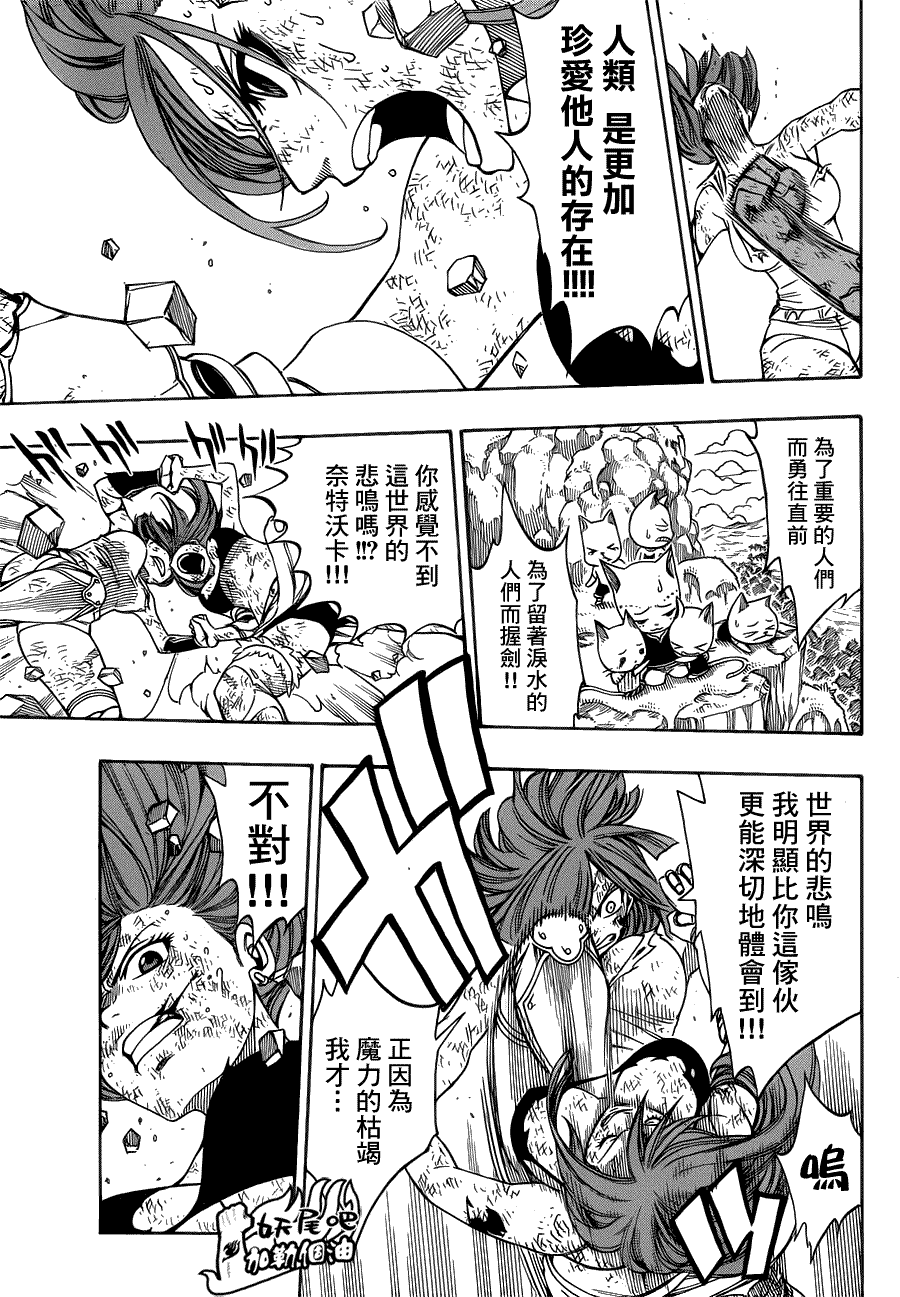 人類 是更加
珍愛他人的存在!!!!
為了重要的人們
而勇往直前
為了留著淚水的
人們而握劍!!
你感覺不到
這世界的
悲鳴嗎!!?
奈特沃卡
!!!
ゴゴゴ
世界的悲鳴
我明顯比你這傢伙
更能深切地體會到!!!
嗚
正因為
魔力的枯竭
我才…
不對!!!
妖尾吧
加勒個油